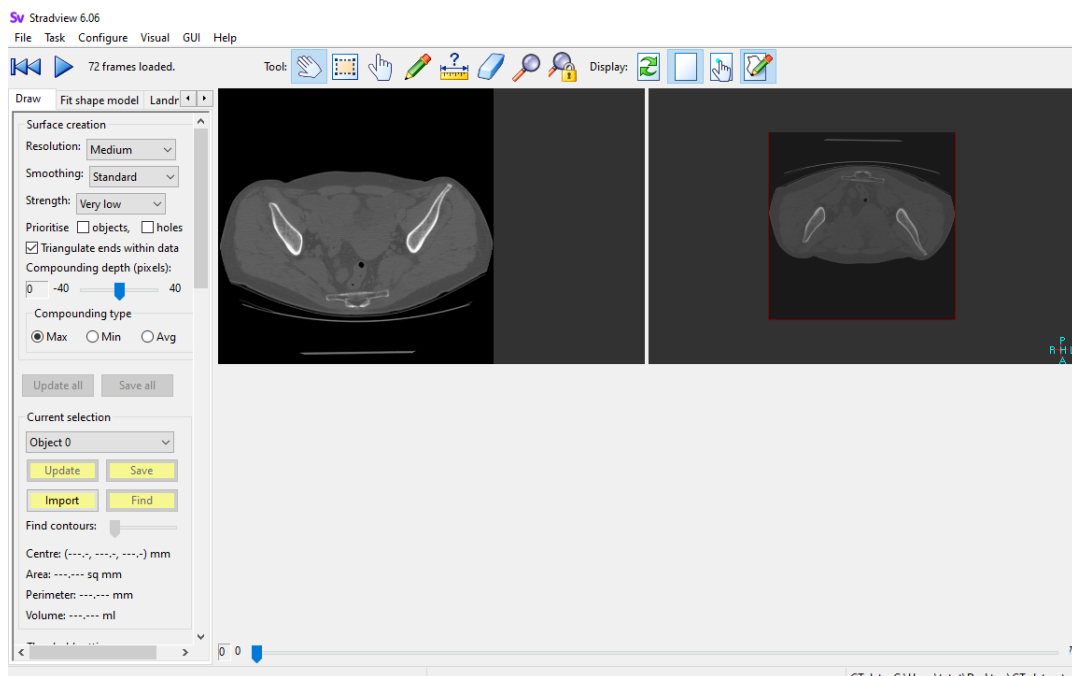 Sv Stradview 6.06
File Task Configure Visual GUI Help
72 frames loaded.
Tool:
?
Display:
Draw Fit shape model Landr
Surface creation
Resolution: Medium
Smoothing: Standard
Strength: Very low
Prioritise objects, holes
Triangulate ends within data
Compounding depth (pixels):
0 -40 40
Compounding type
Max Min Avg
Update all Save all
Current selection
Object 0
Update Save
Import Find
Find contours:
Centre: (---.-, ---.-, ---.-) mm
Area: ---.--- sq mm
Perimeter: ---.--- mm
Volume: ---.--- ml
P
R H L
A
0 0